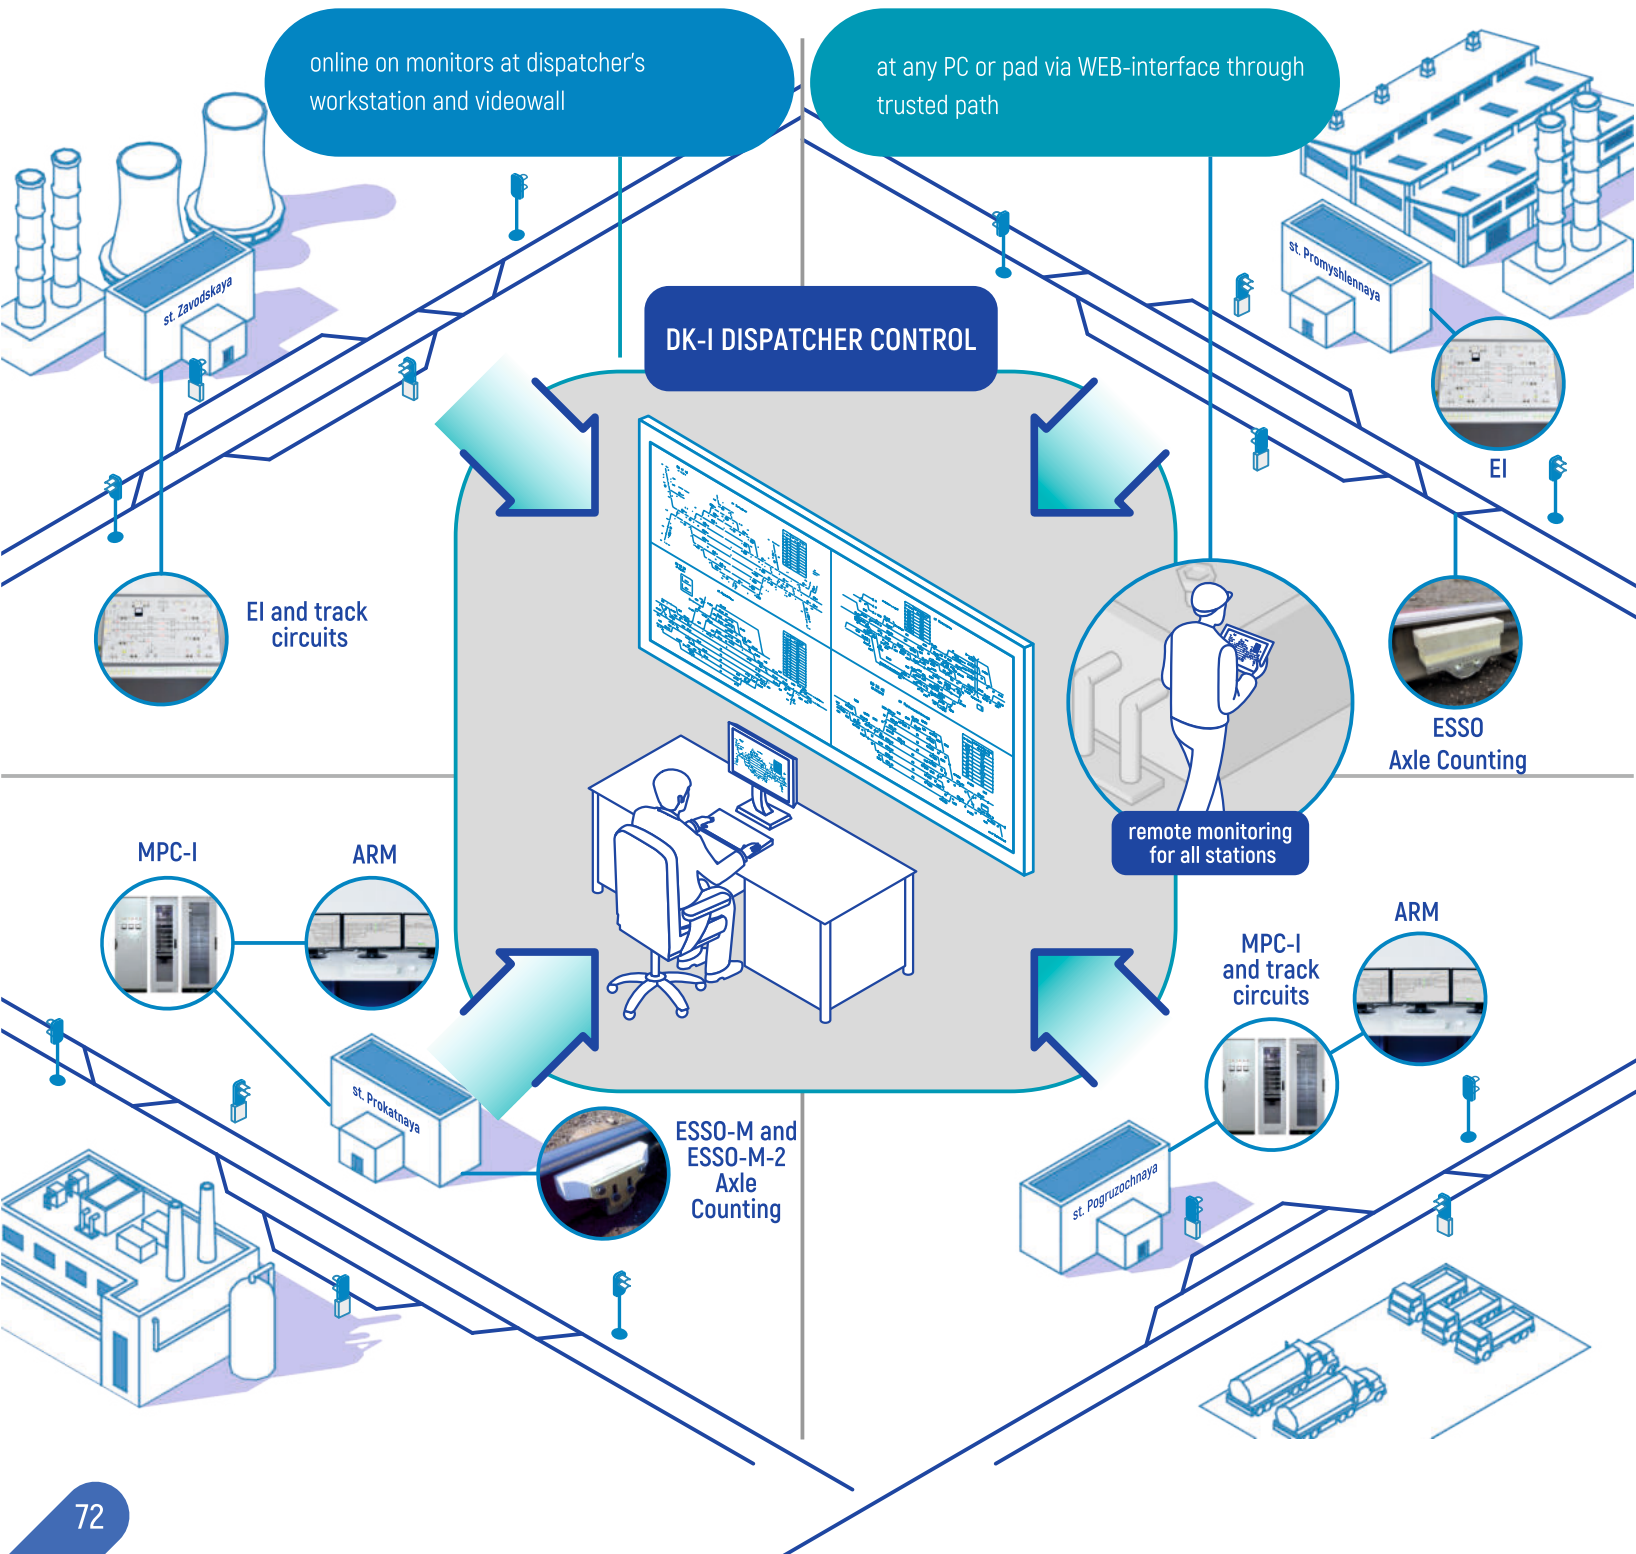 online on monitors at dispatcher's
workstation and videowall
at any PC or pad via WEB-interface through
trusted path
st. Zavodskaya
st. Promyshlennaya
DK-I DISPATCHER CONTROL
EI
EI and track
circuits
ESSO
Axle Counting
remote monitoring
for all stations
MPC-I
ARM
st. Prokatnaya
ESSO-M and
ESSO-M-2
Axle
Counting
MPC-I
and track
circuits
ARM
st. Pogruzochnaya
72